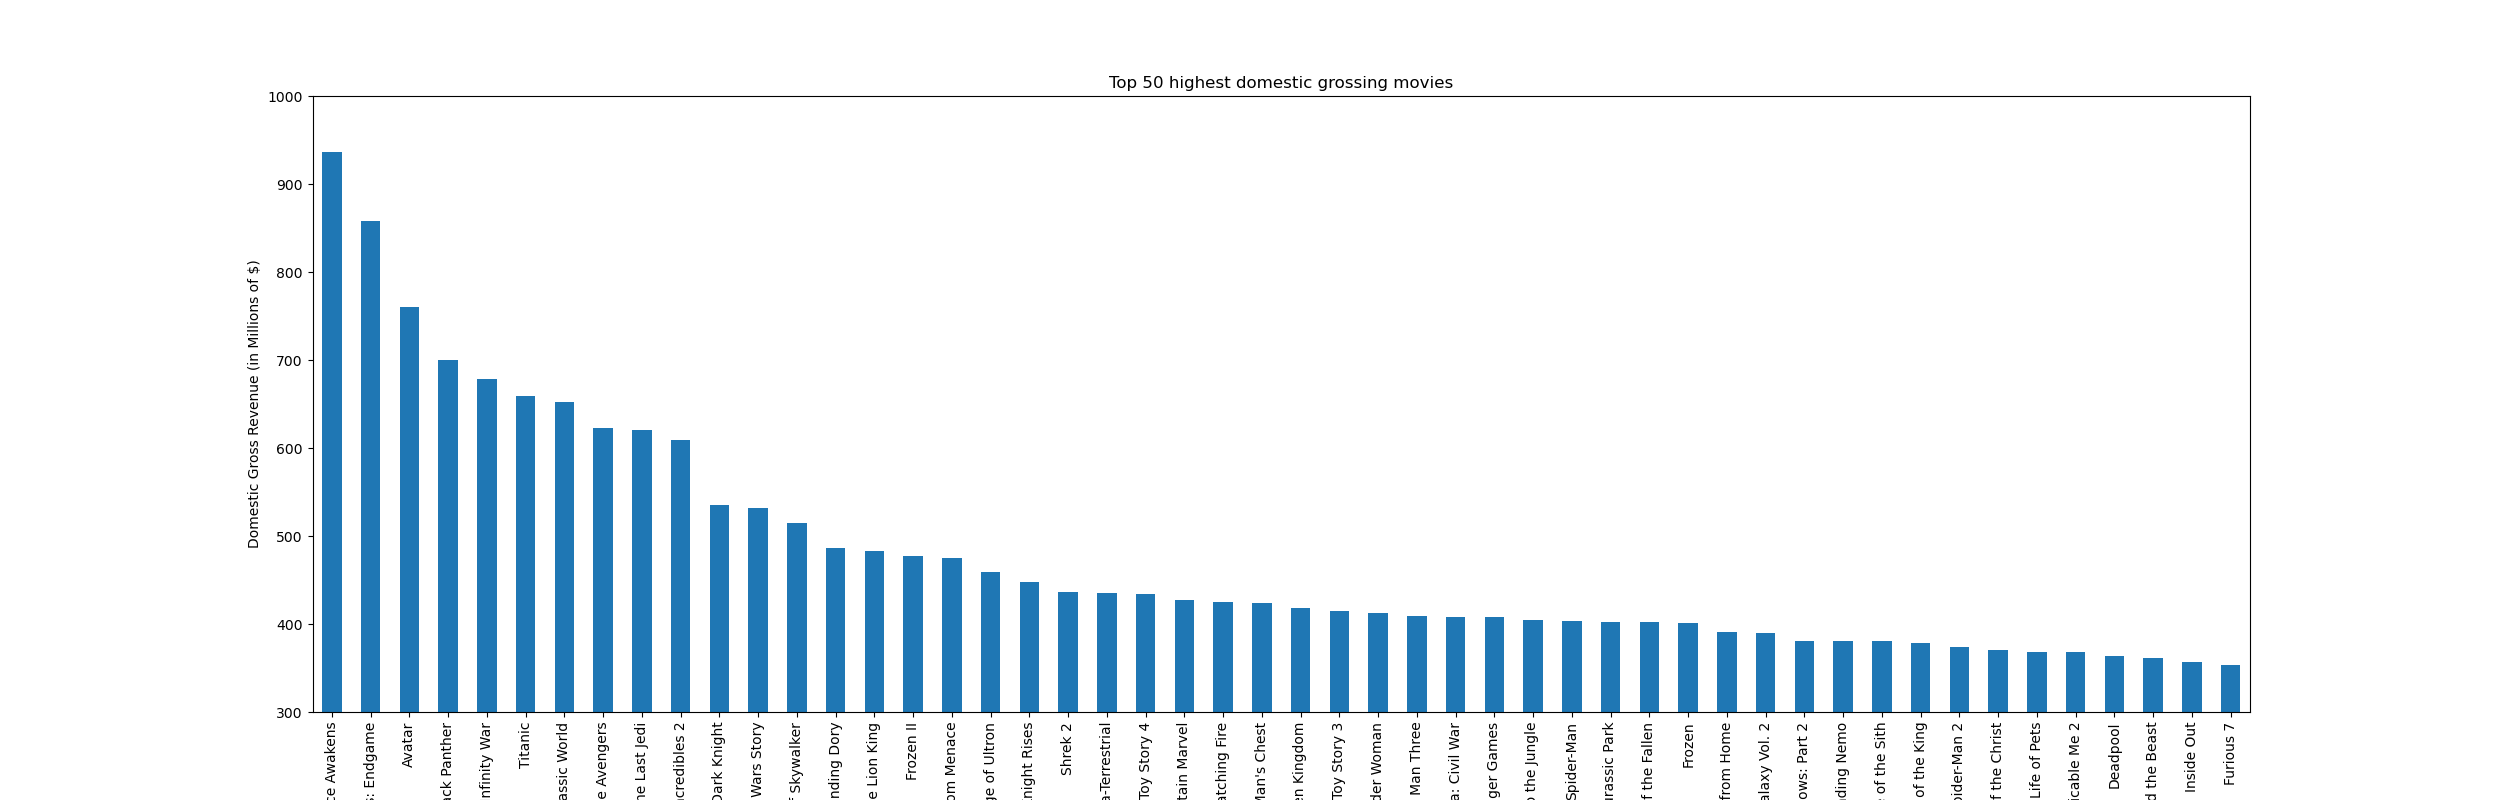 Top 50 highest domestic grossing movies
Domestic Gross Revenue (in Millions of $)
1000
900
800
700
600
500
400
300
ce Awakens
s: Endgame
Avatar
ack Panther
nfinity War
Titanic
assic World
e Avengers
he Last Jedi
ncredibles 2
Dark Knight
Wars Story
f Skywalker
nding Dory
e Lion King
Frozen II
om Menace
ge of Ultron
night Rises
Shrek 2
a-Terrestrial
Toy Story 4
tain Marvel
atching Fire
Man's Chest
en Kingdom
Toy Story 3
der Woman
Man Three
a: Civil War
ger Games
o the Jungle
Spider-Man
urassic Park
f the Fallen
Frozen
from Home
alaxy Vol. 2
ows: Part 2
nding Nemo
of the Sith
of the King
pider-Man 2
f the Christ
Life of Pets
icable Me 2
Deadpool
d the Beast
Inside Out
Furious 7